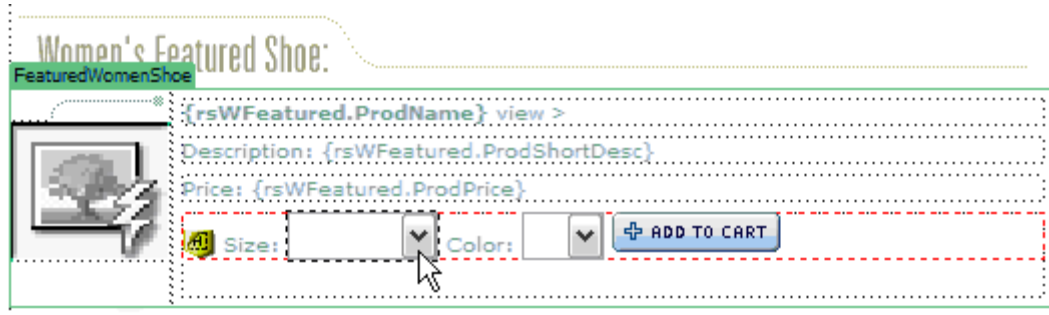 Women's Featured Shoe:
FeaturedWomenShoe
{rsWFeatured.ProdName} view >
Description: {rsWFeatured.ProdShortDesc}
Price: {rsWFeatured.ProdPrice}
Size: Color: ADD TO CART